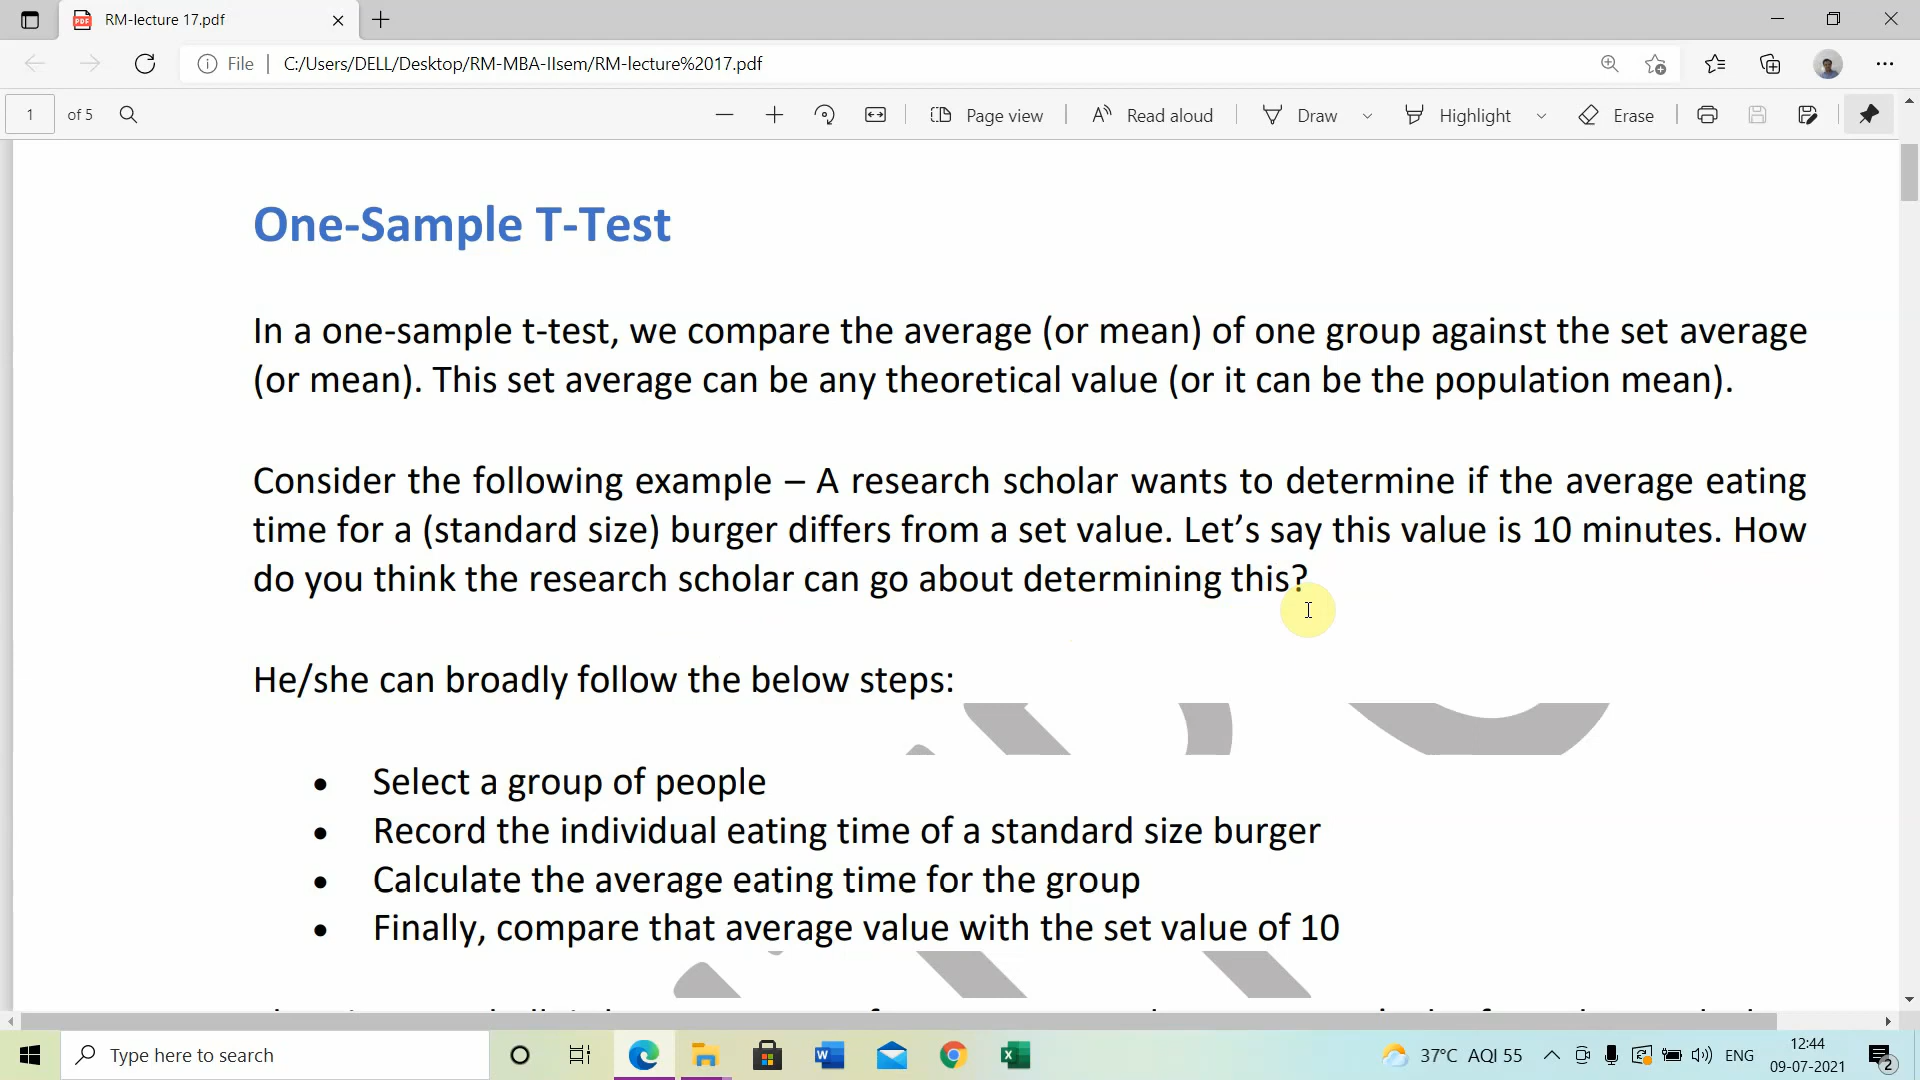 RM-lecture 17.pdf
File C:/Users/DELL/Desktop/RM-MBA-IIsem/RM-lecture%2017.pdf
1 of 5 Page view Read aloud Draw Highlight Erase
One-Sample T-Test
In a one-sample t-test, we compare the average (or mean) of one group against the set average
(or mean). This set average can be any theoretical value (or it can be the population mean).
Consider the following example – A research scholar wants to determine if the average eating
time for a (standard size) burger differs from a set value. Let’s say this value is 10 minutes. How
do you think the research scholar can go about determining this?
He/she can broadly follow the below steps:
• Select a group of people
• Record the individual eating time of a standard size burger
• Calculate the average eating time for the group
• Finally, compare that average value with the set value of 10
Type here to search
37°C AQI 55 ENG
12:44
09-07-2021
2